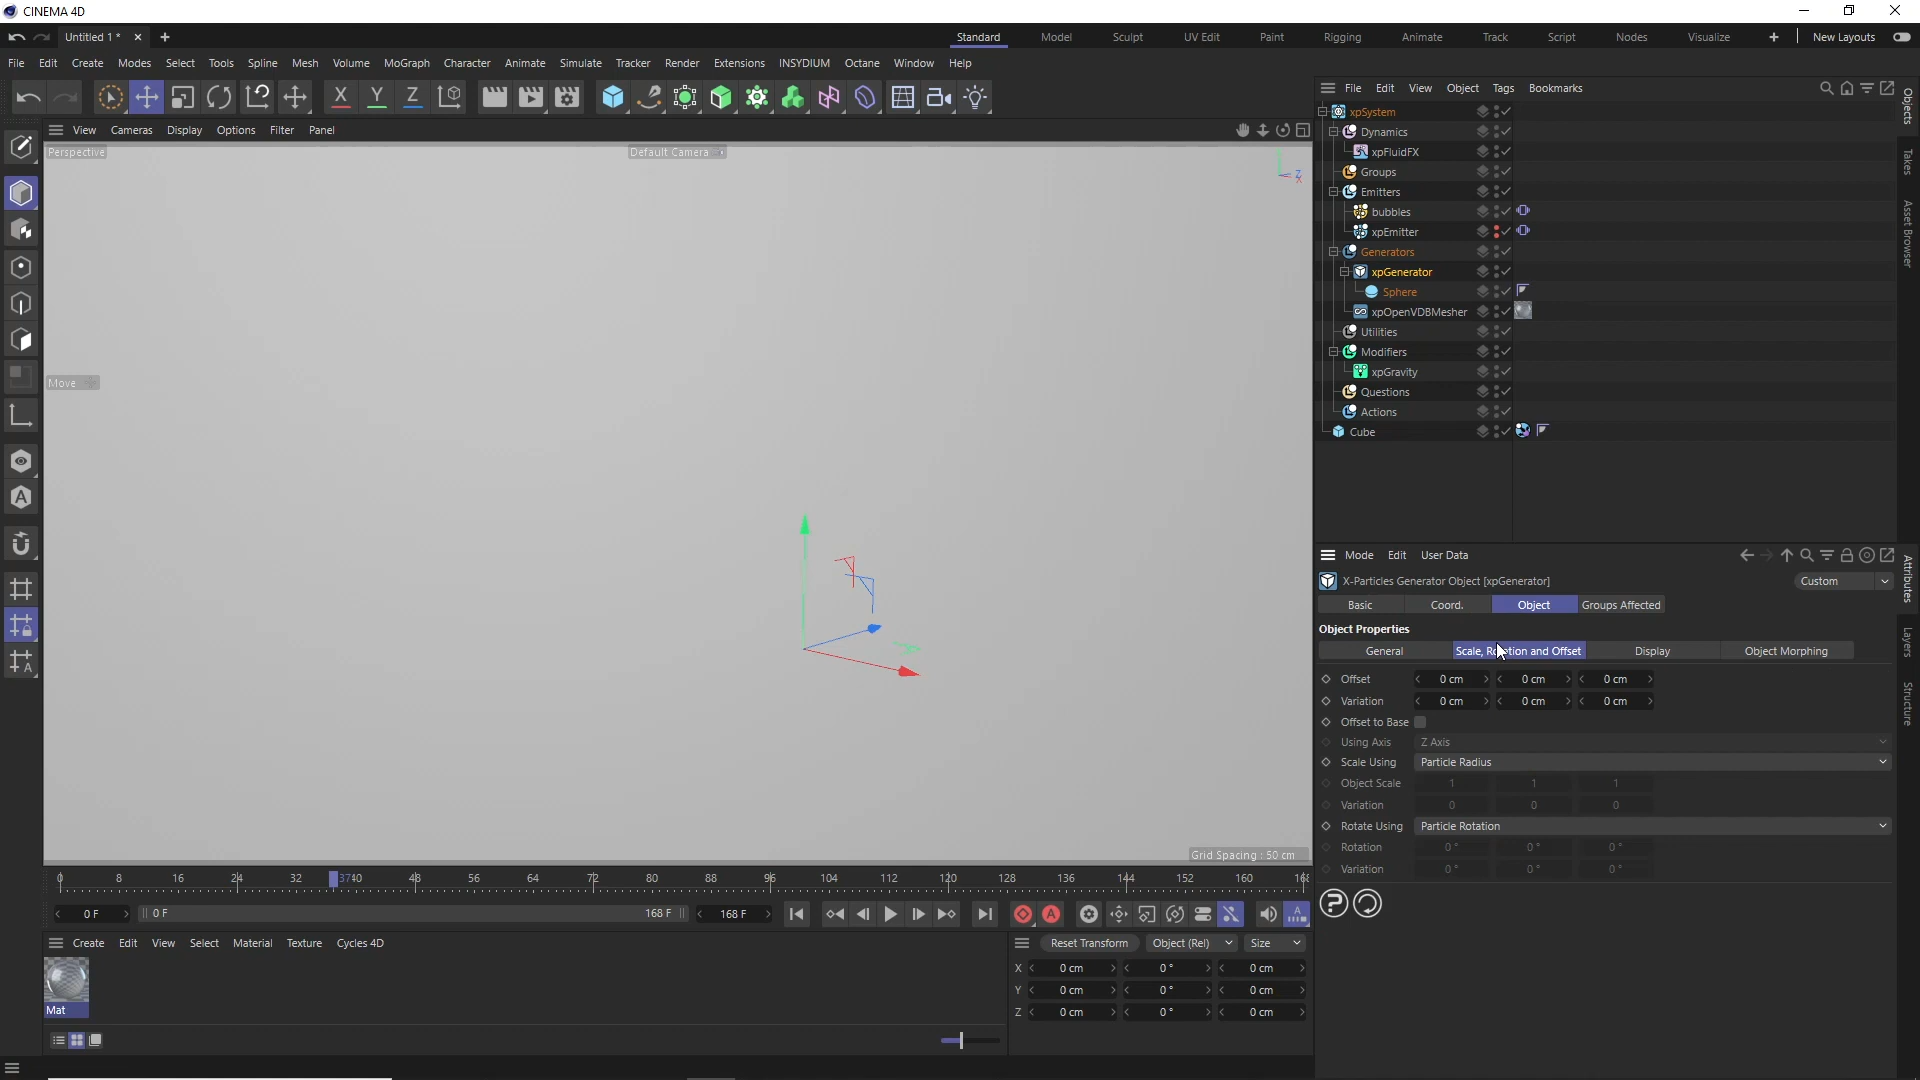 CINEMA 4D
Untitled 1 *
Standard Model Sculpt UV Edit Paint Rigging Animate Track Script Nodes Visualize New Layouts
File Edit Create Modes Select Tools Spline Mesh Volume MoGraph Character Animate Simulate Tracker Render Extensions INSYDIUM Octane Window Help
X Y Z
File Edit View Object Tags Bookmarks
View Cameras Display Options Filter Panel
Perspective
Default Camera
Z
X
Move
Grid Spacing : 50 cm
xpSystem
Dynamics
xpFluidFX
Groups
Emitters
bubbles
xpEmitter
Generators
xpGenerator
Sphere
xpOpenVDBMesher
Utilities
Modifiers
xpGravity
Questions
Actions
Cube
Objects
Takes
Asset Browser
Mode Edit User Data
X-Particles Generator Object [xpGenerator]
Custom
Basic Coord. Object Groups Affected
Object Properties
General Scale, Rotation and Offset Display Object Morphing
Offset 0 cm 0 cm 0 cm
Variation 0 cm 0 cm 0 cm
Offset to Base
Using Axis Z Axis
Scale Using Particle Radius
Object Scale 1 1 1
Variation 0 0 0
Rotate Using Particle Rotation
Rotation 0 ° 0 ° 0 °
Variation 0 ° 0 ° 0 °
Attributes
Layers
Structure
0 8 16 24 32 37 40 48 56 64 72 80 88 96 104 112 120 128 136 144 152 160 168
0 F 0 F 168 F 168 F
Create Edit View Select Material Texture Cycles 4D
Mat
Reset Transform Object (Rel) Size
X 0 cm 0 ° 0 cm
Y 0 cm 0 ° 0 cm
Z 0 cm 0 ° 0 cm